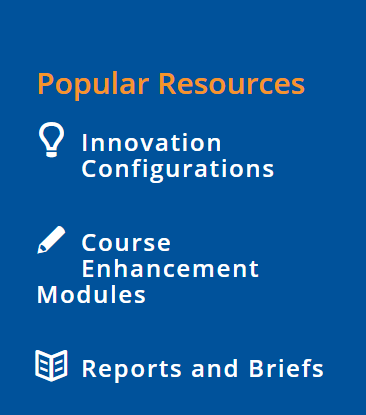 Popular Resources
Innovation
Configurations
Course
Enhancement
Modules
Reports and Briefs